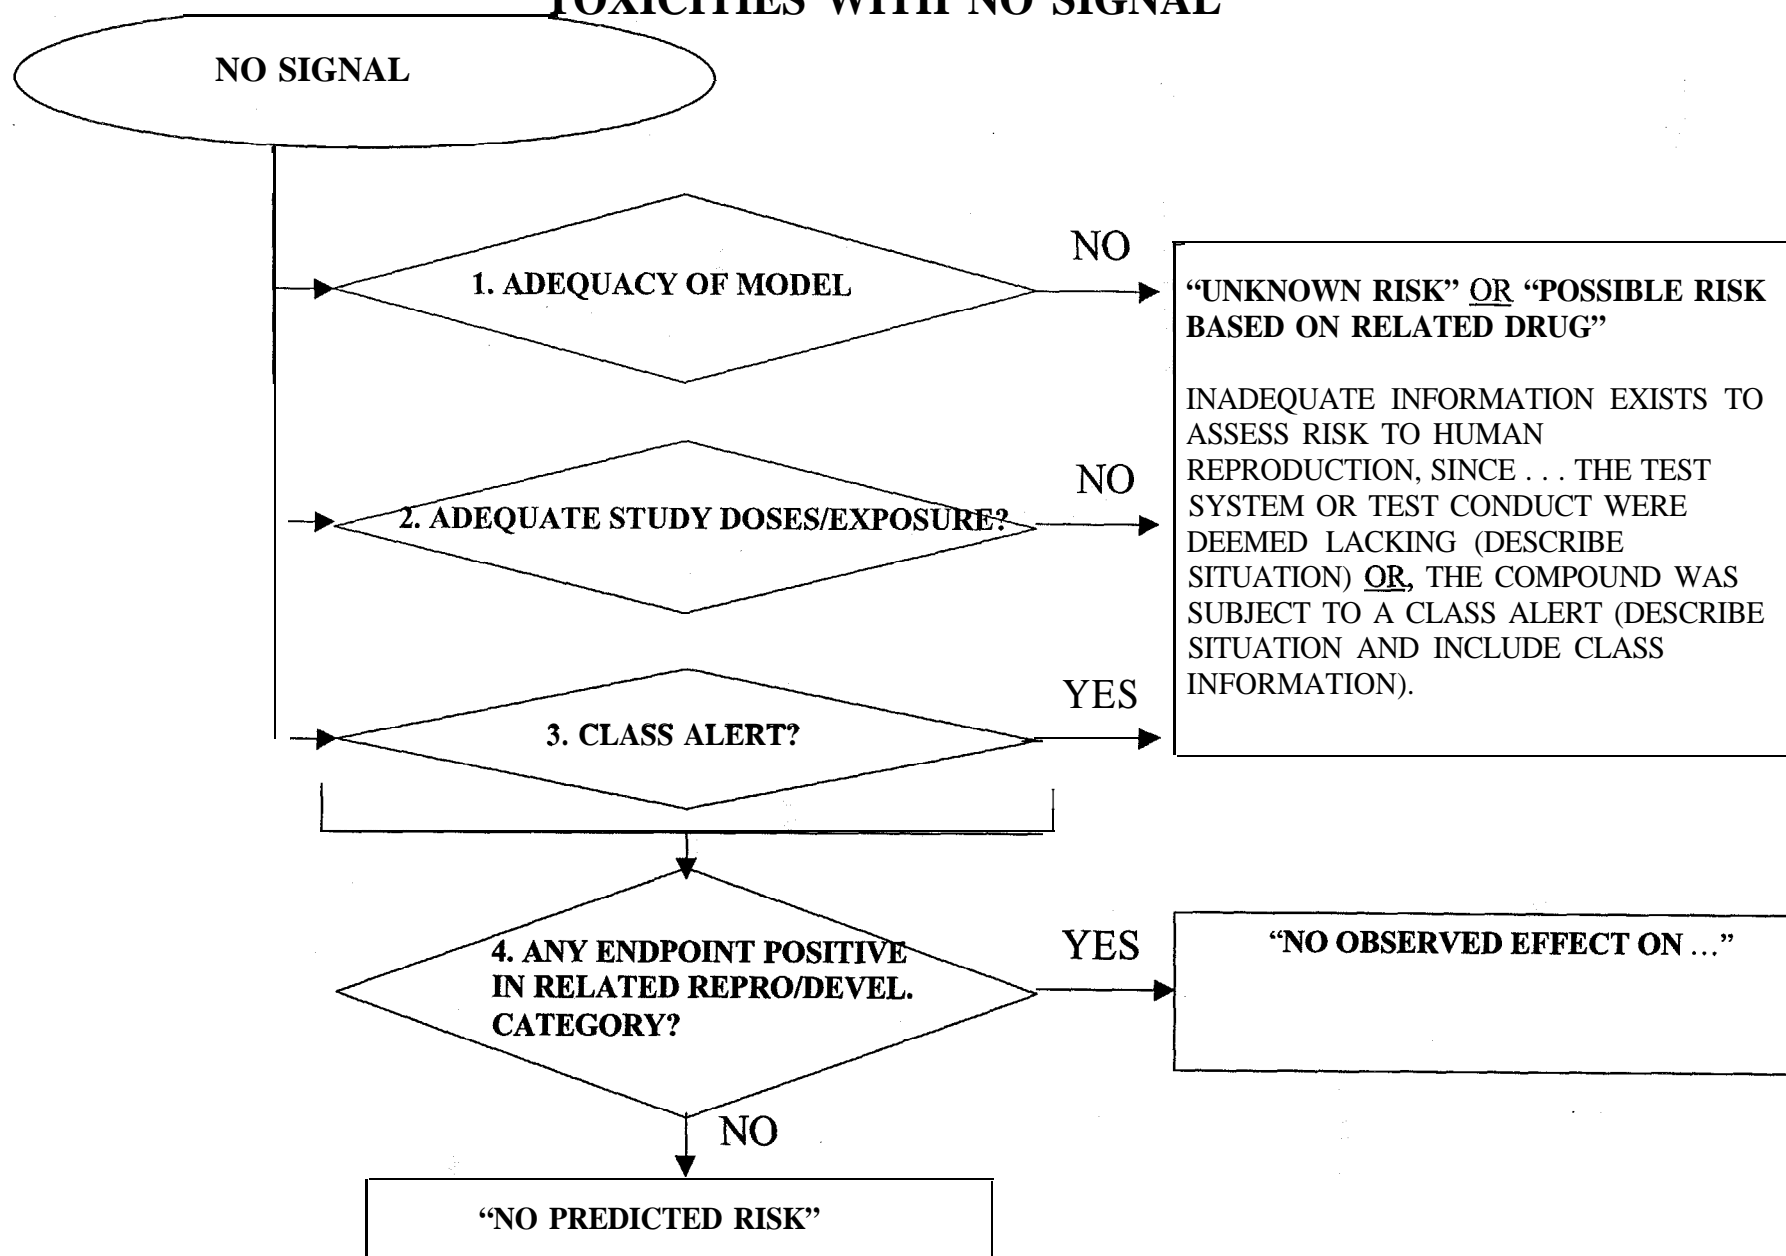 TOXICITIES WITH NO SIGNAL
NO SIGNAL
1. ADEQUACY OF MODEL
NO
“UNKNOWN RISK” OR “POSSIBLE RISK
BASED ON RELATED DRUG”
INADEQUATE INFORMATION EXISTS TO
ASSESS RISK TO HUMAN
REPRODUCTION, SINCE . . . THE TEST
SYSTEM OR TEST CONDUCT WERE
DEEMED LACKING (DESCRIBE
SITUATION) OR, THE COMPOUND WAS
SUBJECT TO A CLASS ALERT (DESCRIBE
SITUATION AND INCLUDE CLASS
INFORMATION).
2. ADEQUATE STUDY DOSES/EXPOSURE?
NO
3. CLASS ALERT?
YES
4. ANY ENDPOINT POSITIVE
IN RELATED REPRO/DEVEL.
CATEGORY?
YES
“NO OBSERVED EFFECT ON ...”
NO
“NO PREDICTED RISK”